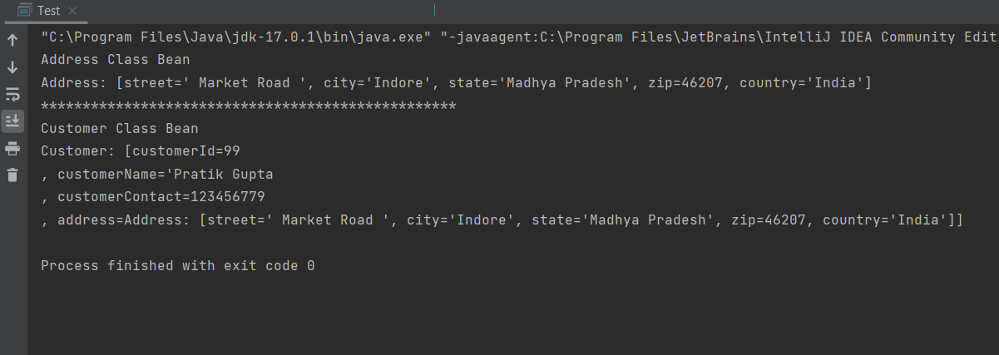 Test
"C:\Program Files\Java\jdk-17.0.1\bin\java.exe" "-javaagent:C:\Program Files\JetBrains\IntelliJ IDEA Community Edit
Address Class Bean
Address: [street=' Market Road ', city='Indore', state='Madhya Pradesh', zip=46207, country='India']
**************************************************
Customer Class Bean
Customer: [customerId=99
, customerName='Pratik Gupta
, customerContact=123456779
, address=Address: [street=' Market Road ', city='Indore', state='Madhya Pradesh', zip=46207, country='India']]
Process finished with exit code 0